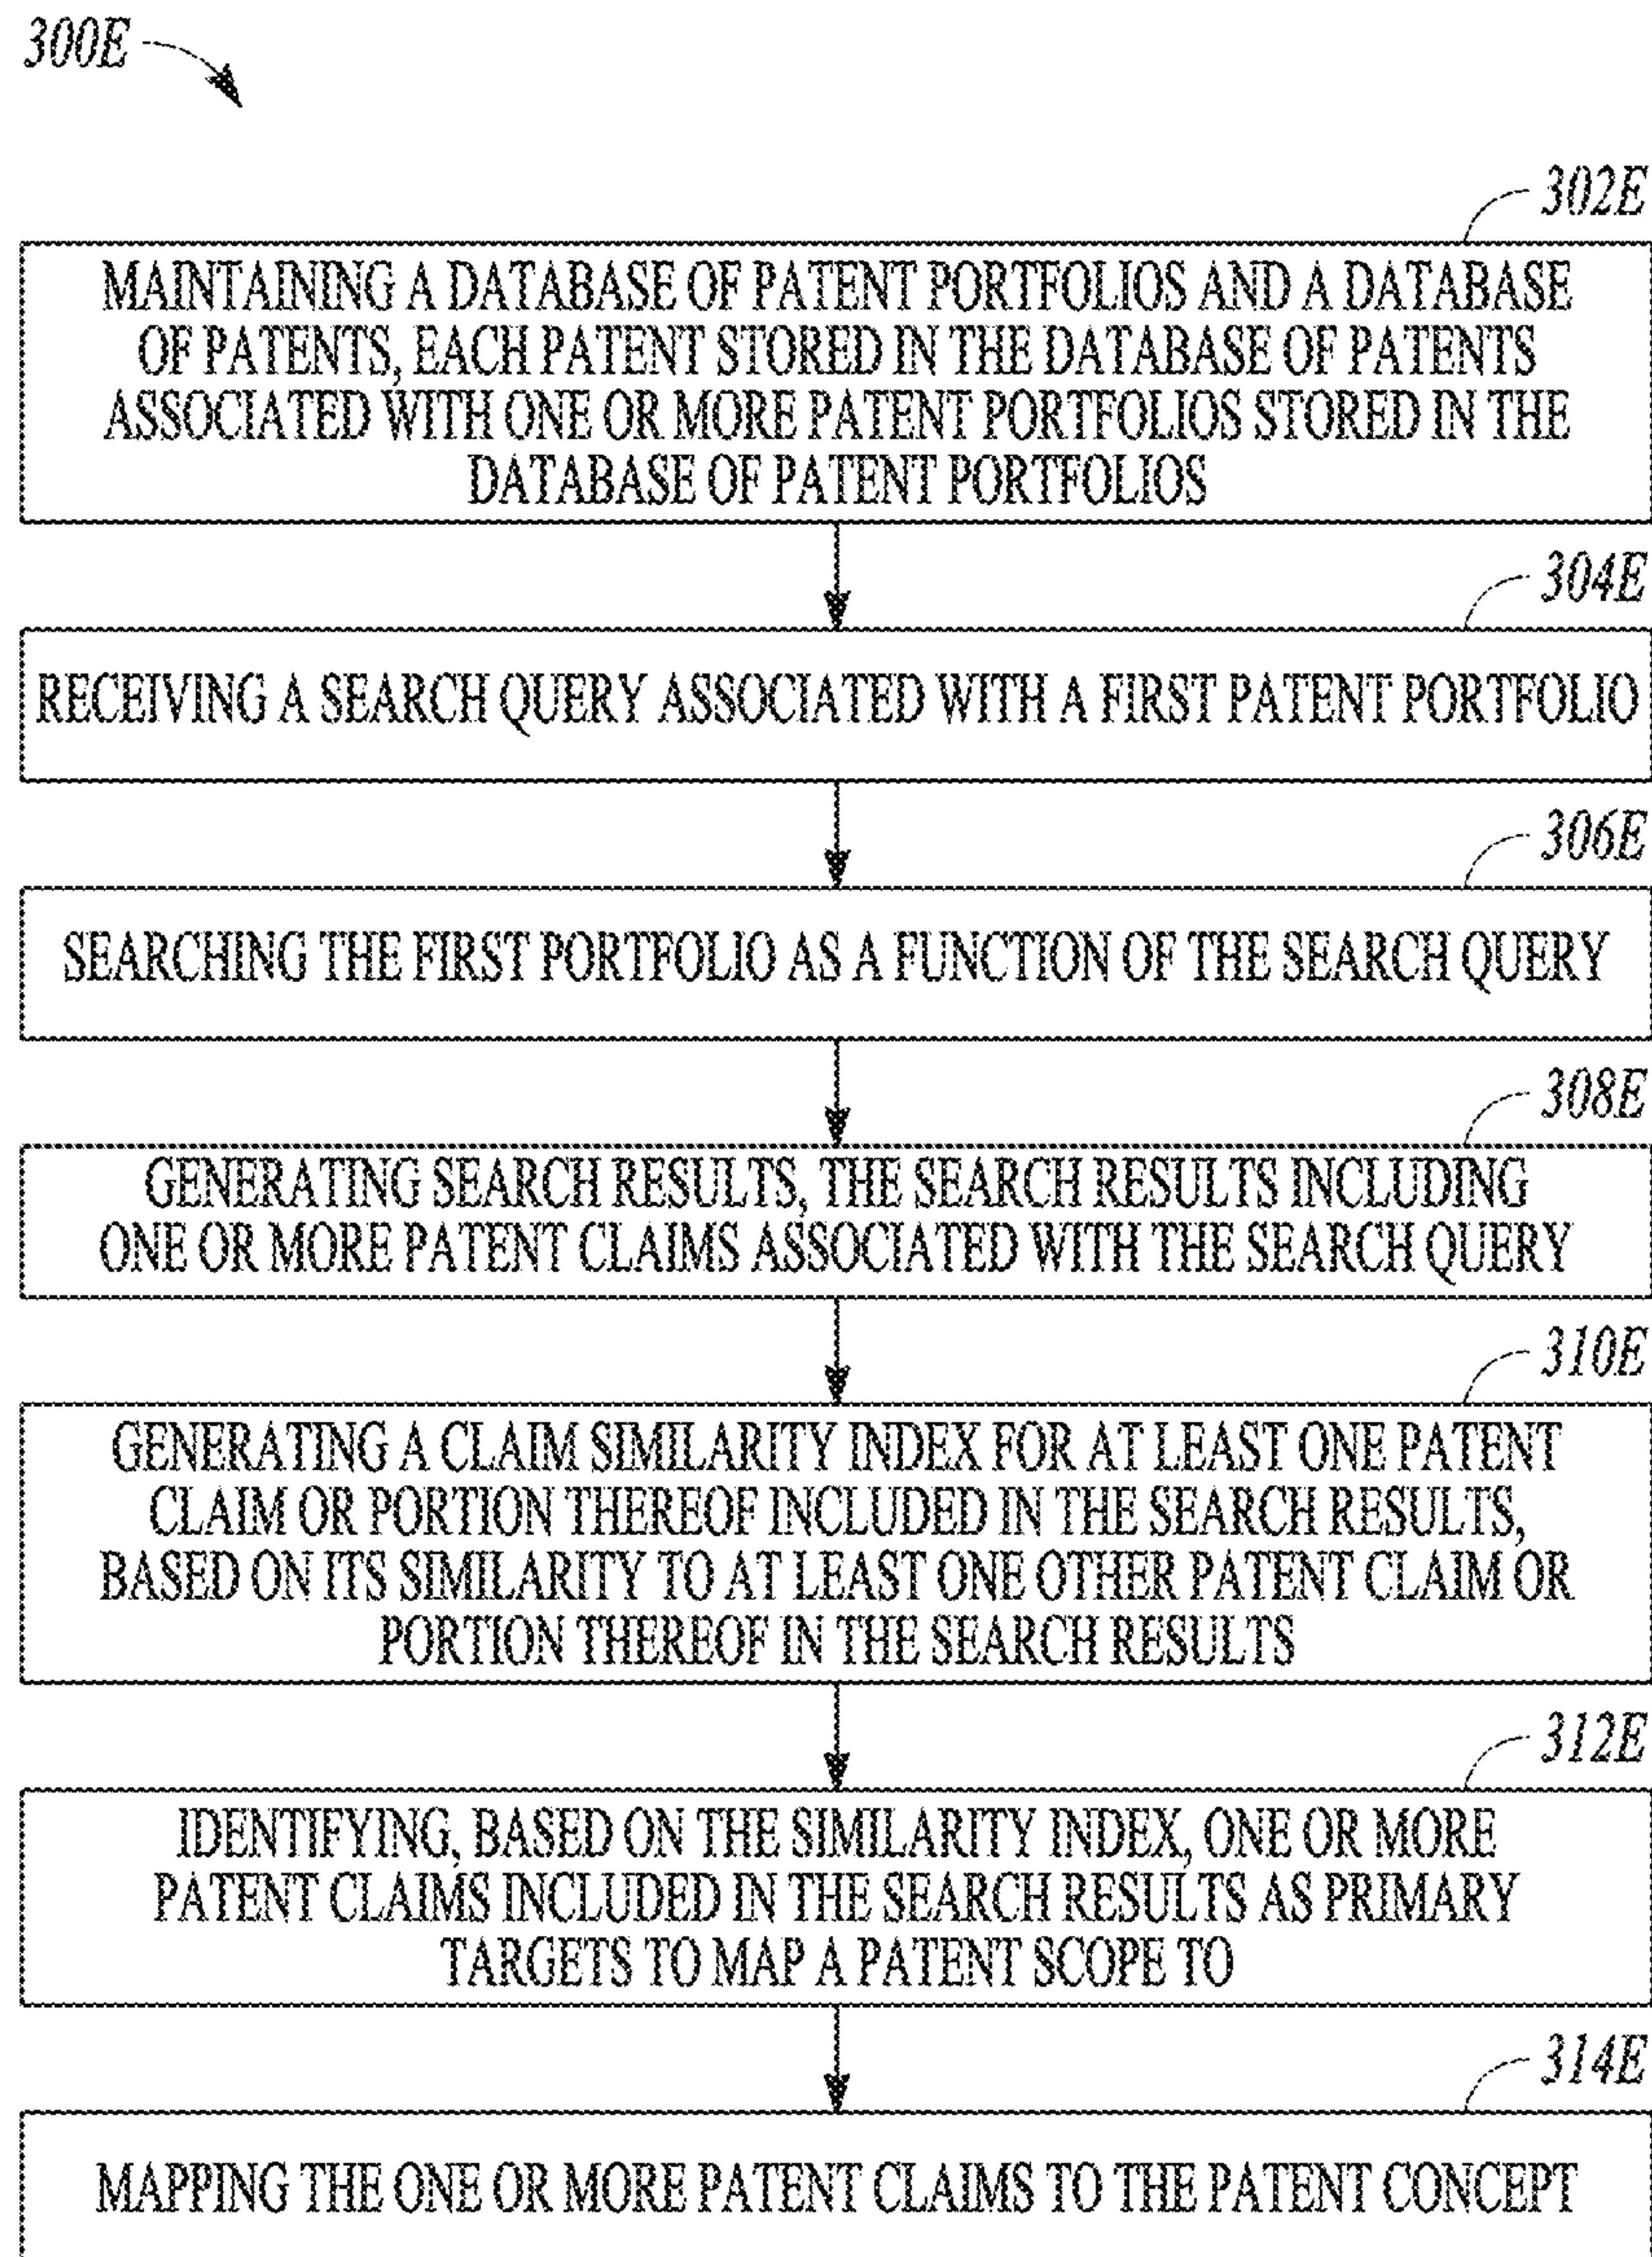 300E
302E
MAINTAINING A DATABASE OF PATENT PORTFOLIOS AND A DATABASE
OF PATENTS, EACH PATENT STORED IN THE DATABASE OF PATENTS
ASSOCIATED WITH ONE OR MORE PATENT PORTFOLIOS STORED IN THE
DATABASE OF PATENT PORTFOLIOS
304E
RECEIVING A SEARCH QUERY ASSOCIATED WITH A FIRST PATENT PORTFOLIO
306E
SEARCHING THE FIRST PORTFOLIO AS A FUNCTION OF THE SEARCH QUERY
308E
GENERATING SEARCH RESULTS, THE SEARCH RESULTS INCLUDING
ONE OR MORE PATENT CLAIMS ASSOCIATED WITH THE SEARCH QUERY
310E
GENERATING A CLAIM SIMILARITY INDEX FOR AT LEAST ONE PATENT
CLAIM OR PORTION THEREOF INCLUDED IN THE SEARCH RESULTS,
BASED ON ITS SIMILARITY TO AT LEAST ONE OTHER PATENT CLAIM OR
PORTION THEREOF IN THE SEARCH RESULTS
312E
IDENTIFYING, BASED ON THE SIMILARITY INDEX, ONE OR MORE
PATENT CLAIMS INCLUDED IN THE SEARCH RESULTS AS PRIMARY
TARGETS TO MAP A PATENT SCOPE TO
314E
MAPPING THE ONE OR MORE PATENT CLAIMS TO THE PATENT CONCEPT